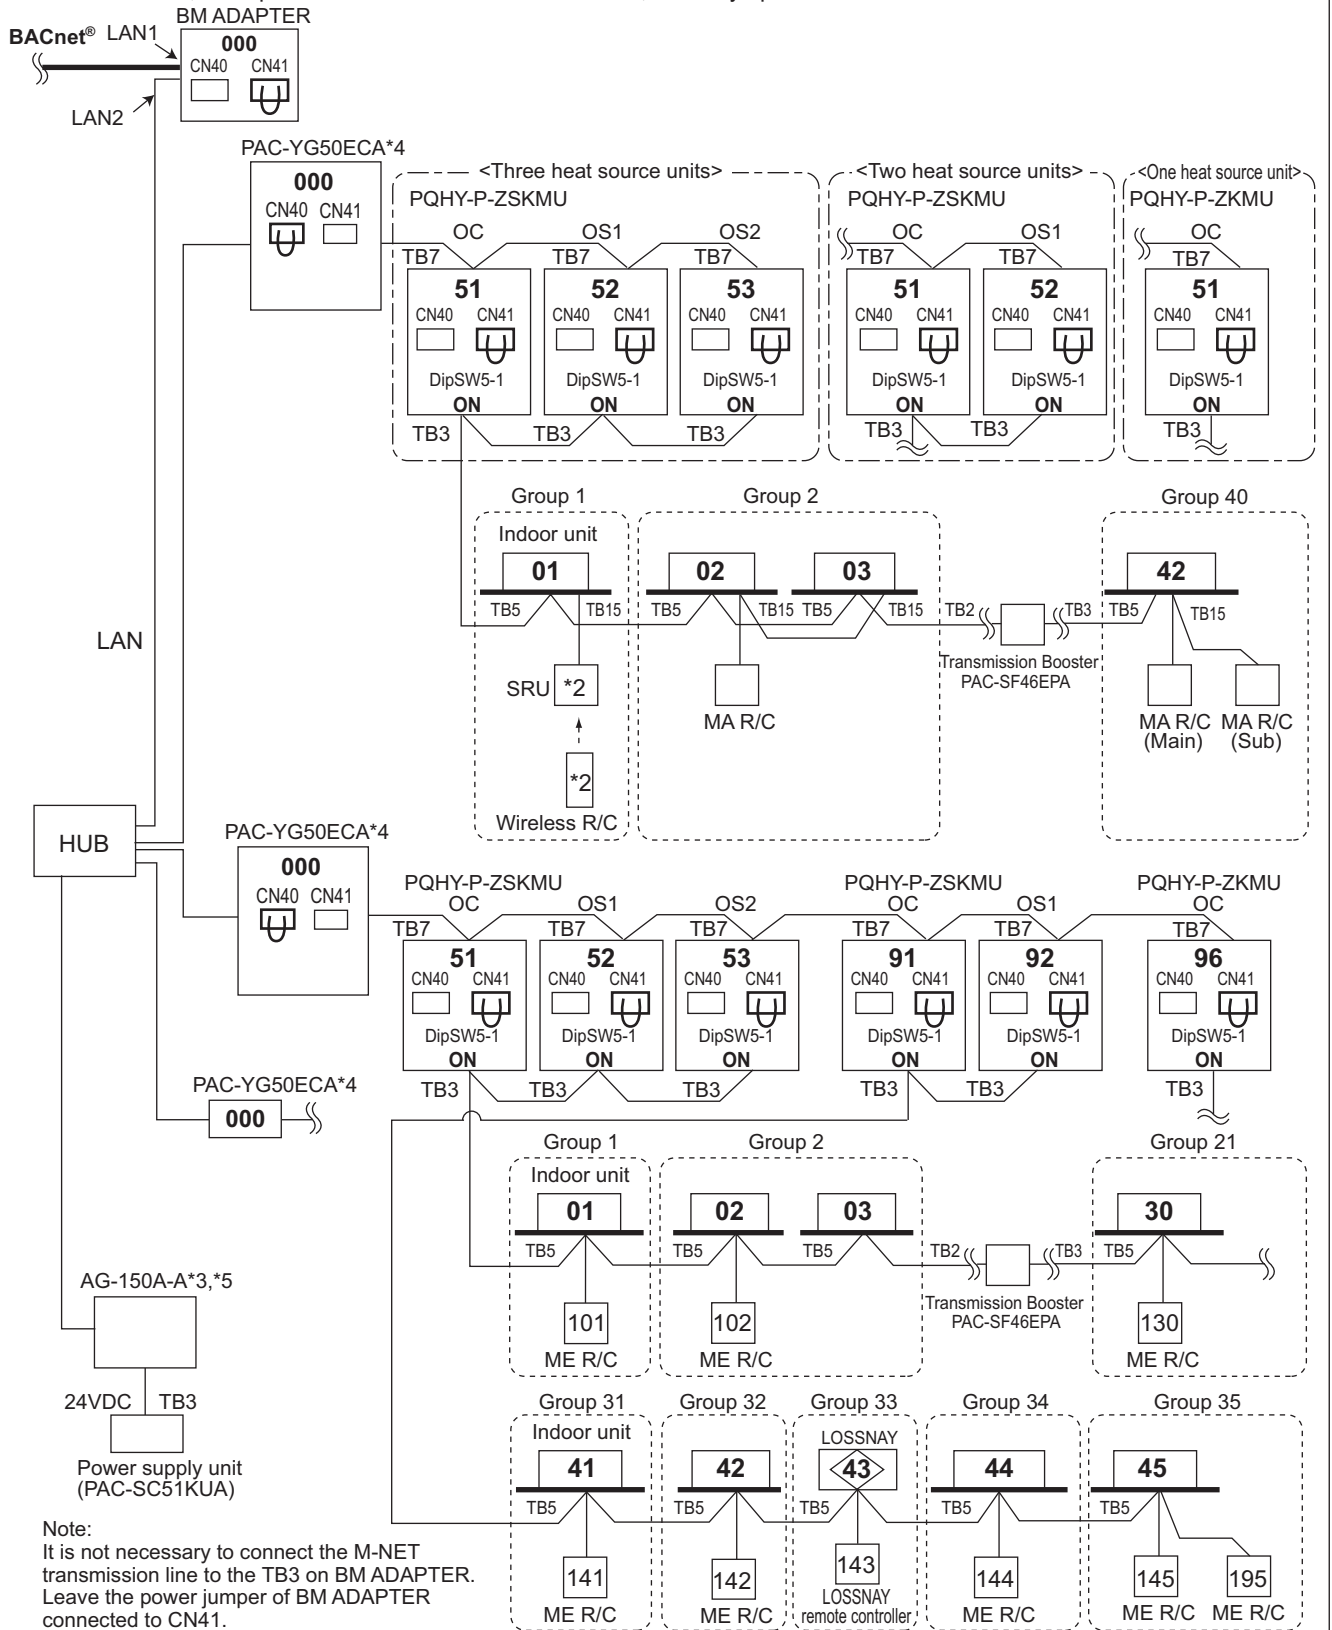 BM ADAPTER
BACnet® LAN1
000
CN40 CN41
LAN2
PAC-YG50ECA*4
000
CN40 CN41
<Three heat source units>
PQHY-P-ZSKMU
OC OS1 OS2
TB7 TB7 TB7
51 52 53
CN40 CN41 CN40 CN41 CN40 CN41
DipSW5-1 DipSW5-1 DipSW5-1
ON ON ON
TB3 TB3 TB3
<Two heat source units>
PQHY-P-ZSKMU
OC OS1
TB7 TB7
51 52
CN40 CN41 CN40 CN41
DipSW5-1 DipSW5-1
ON ON
TB3 TB3
<One heat source unit>
PQHY-P-ZKMU
OC
TB7
51
CN40 CN41
DipSW5-1
ON
TB3
Group 1 Group 2 Group 40
Indoor unit
01 02 03 42
TB5 TB15 TB5 TB15 TB5 TB15 TB2 TB3 TB5 TB15
Transmission Booster
PAC-SF46EPA
SRU *2
MA R/C
MA R/C MA R/C
(Main) (Sub)
*2
Wireless R/C
LAN
HUB
PAC-YG50ECA*4
000
CN40 CN41
PQHY-P-ZSKMU PQHY-P-ZSKMU PQHY-P-ZKMU
OC OS1 OS2 OC OS1 OC
TB7 TB7 TB7 TB7 TB7 TB7
51 52 53 91 92 96
CN40 CN41 CN40 CN41 CN40 CN41 CN40 CN41 CN40 CN41 CN40 CN41
DipSW5-1 DipSW5-1 DipSW5-1 DipSW5-1 DipSW5-1 DipSW5-1
ON ON ON ON ON ON
TB3 TB3 TB3 TB3 TB3 TB3
PAC-YG50ECA*4
000
Group 1 Group 2 Group 21
Indoor unit
01 02 03 30
TB5 TB5 TB5 TB2 TB3 TB5
Transmission Booster
PAC-SF46EPA
101 102 130
ME R/C ME R/C ME R/C
AG-150A-A*3,*5
24VDC TB3
Power supply unit
(PAC-SC51KUA)
Group 31 Group 32 Group 33 Group 34 Group 35
Indoor unit
LOSSNAY
41 42 43 44 45
TB5 TB5 TB5 TB5 TB5
141 142 143 144 145 195
ME R/C ME R/C LOSSNAY ME R/C ME R/C ME R/C
remote controller
Note:
It is not necessary to connect the M-NET
transmission line to the TB3 on BM ADAPTER.
Leave the power jumper of BM ADAPTER
connected to CN41.